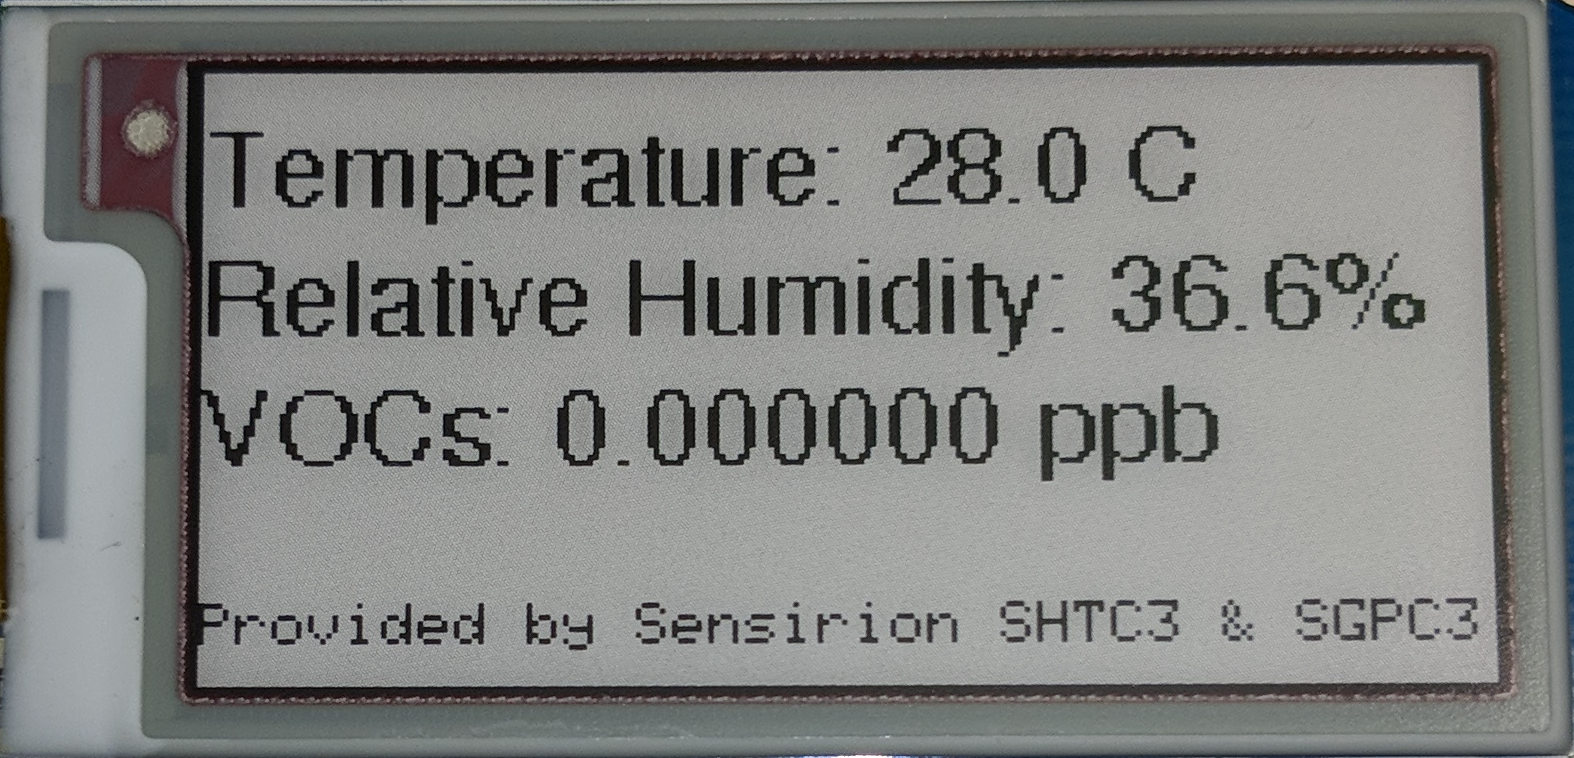 Temperature: 28.0 C
Relative Humidity: 36.6%
VOCs: 0.000000 ppb
Provided by Sensirion SHTC3 & SGPC3